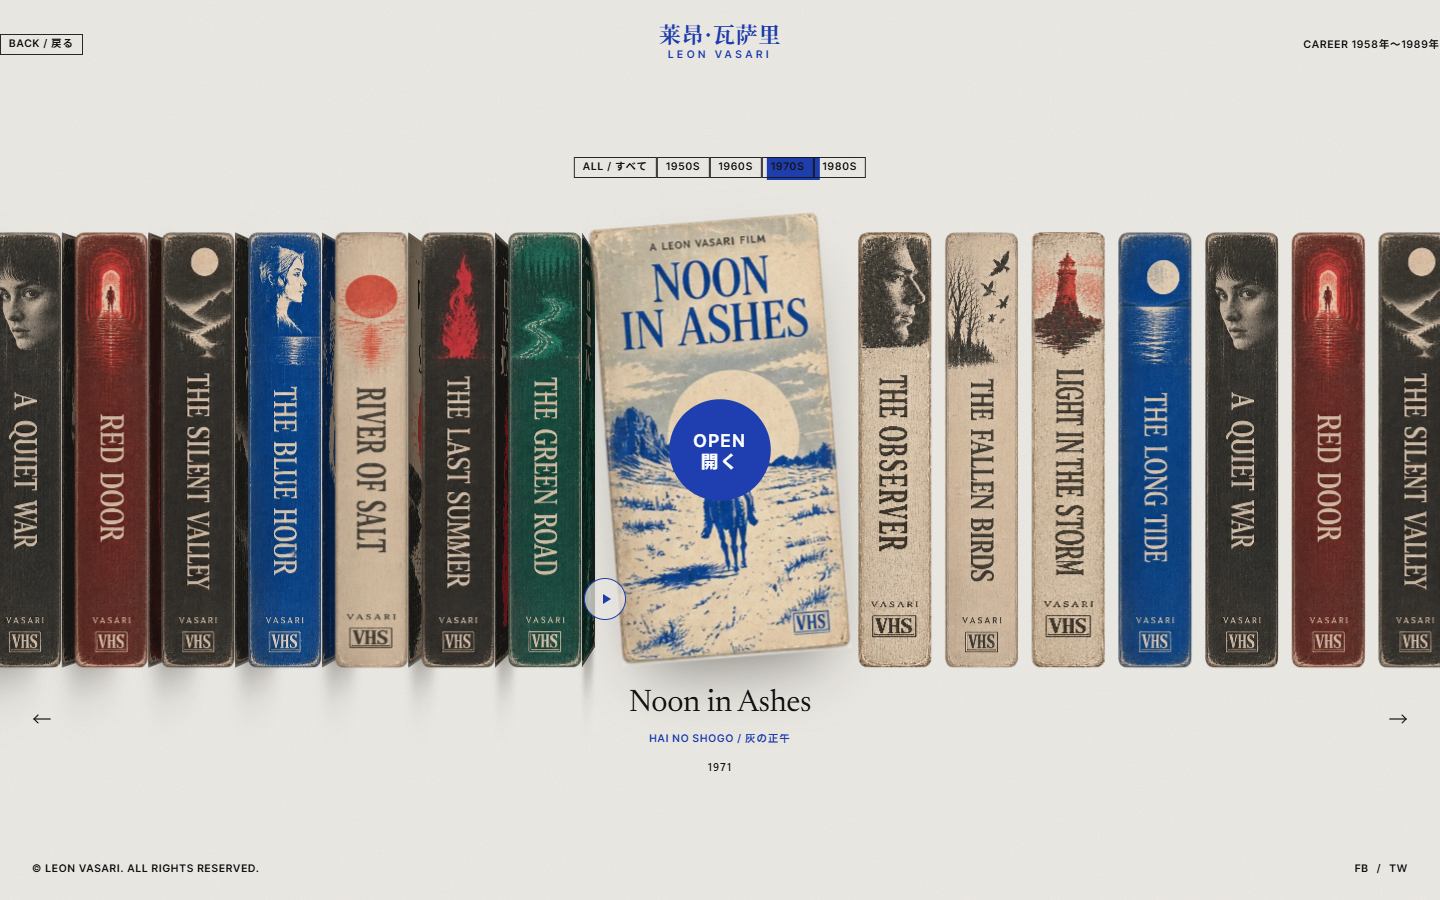 BACK / 戻る
莱昂·瓦萨里
LEON VASARI
CAREER 1958年〜1989年
ALL / すべて
1950S
1960S
1970S
1980S
A QUIET WAR
VASARI
VHS
RED DOOR
VASARI
VHS
THE SILENT VALLEY
VASARI
VHS
THE BLUE HOUR
VASARI
VHS
RIVER OF SALT
VASARI
VHS
THE LAST SUMMER
VASARI
VHS
THE GREEN ROAD
VASARI
VHS
A LEON VASARI FILM
NOON
IN ASHES
OPEN
開く
VHS
THE OBSERVER
VASARI
VHS
THE FALLEN BIRDS
VASARI
VHS
LIGHT IN THE STORM
VASARI
VHS
THE LONG TIDE
VASARI
VHS
A QUIET WAR
VASARI
VHS
RED DOOR
VASARI
VHS
THE SILENT VALLEY
VASARI
VHS
Noon in Ashes
HAI NO SHOGO / 灰の正午
1971
← →
© LEON VASARI. ALL RIGHTS RESERVED.
FB / TW